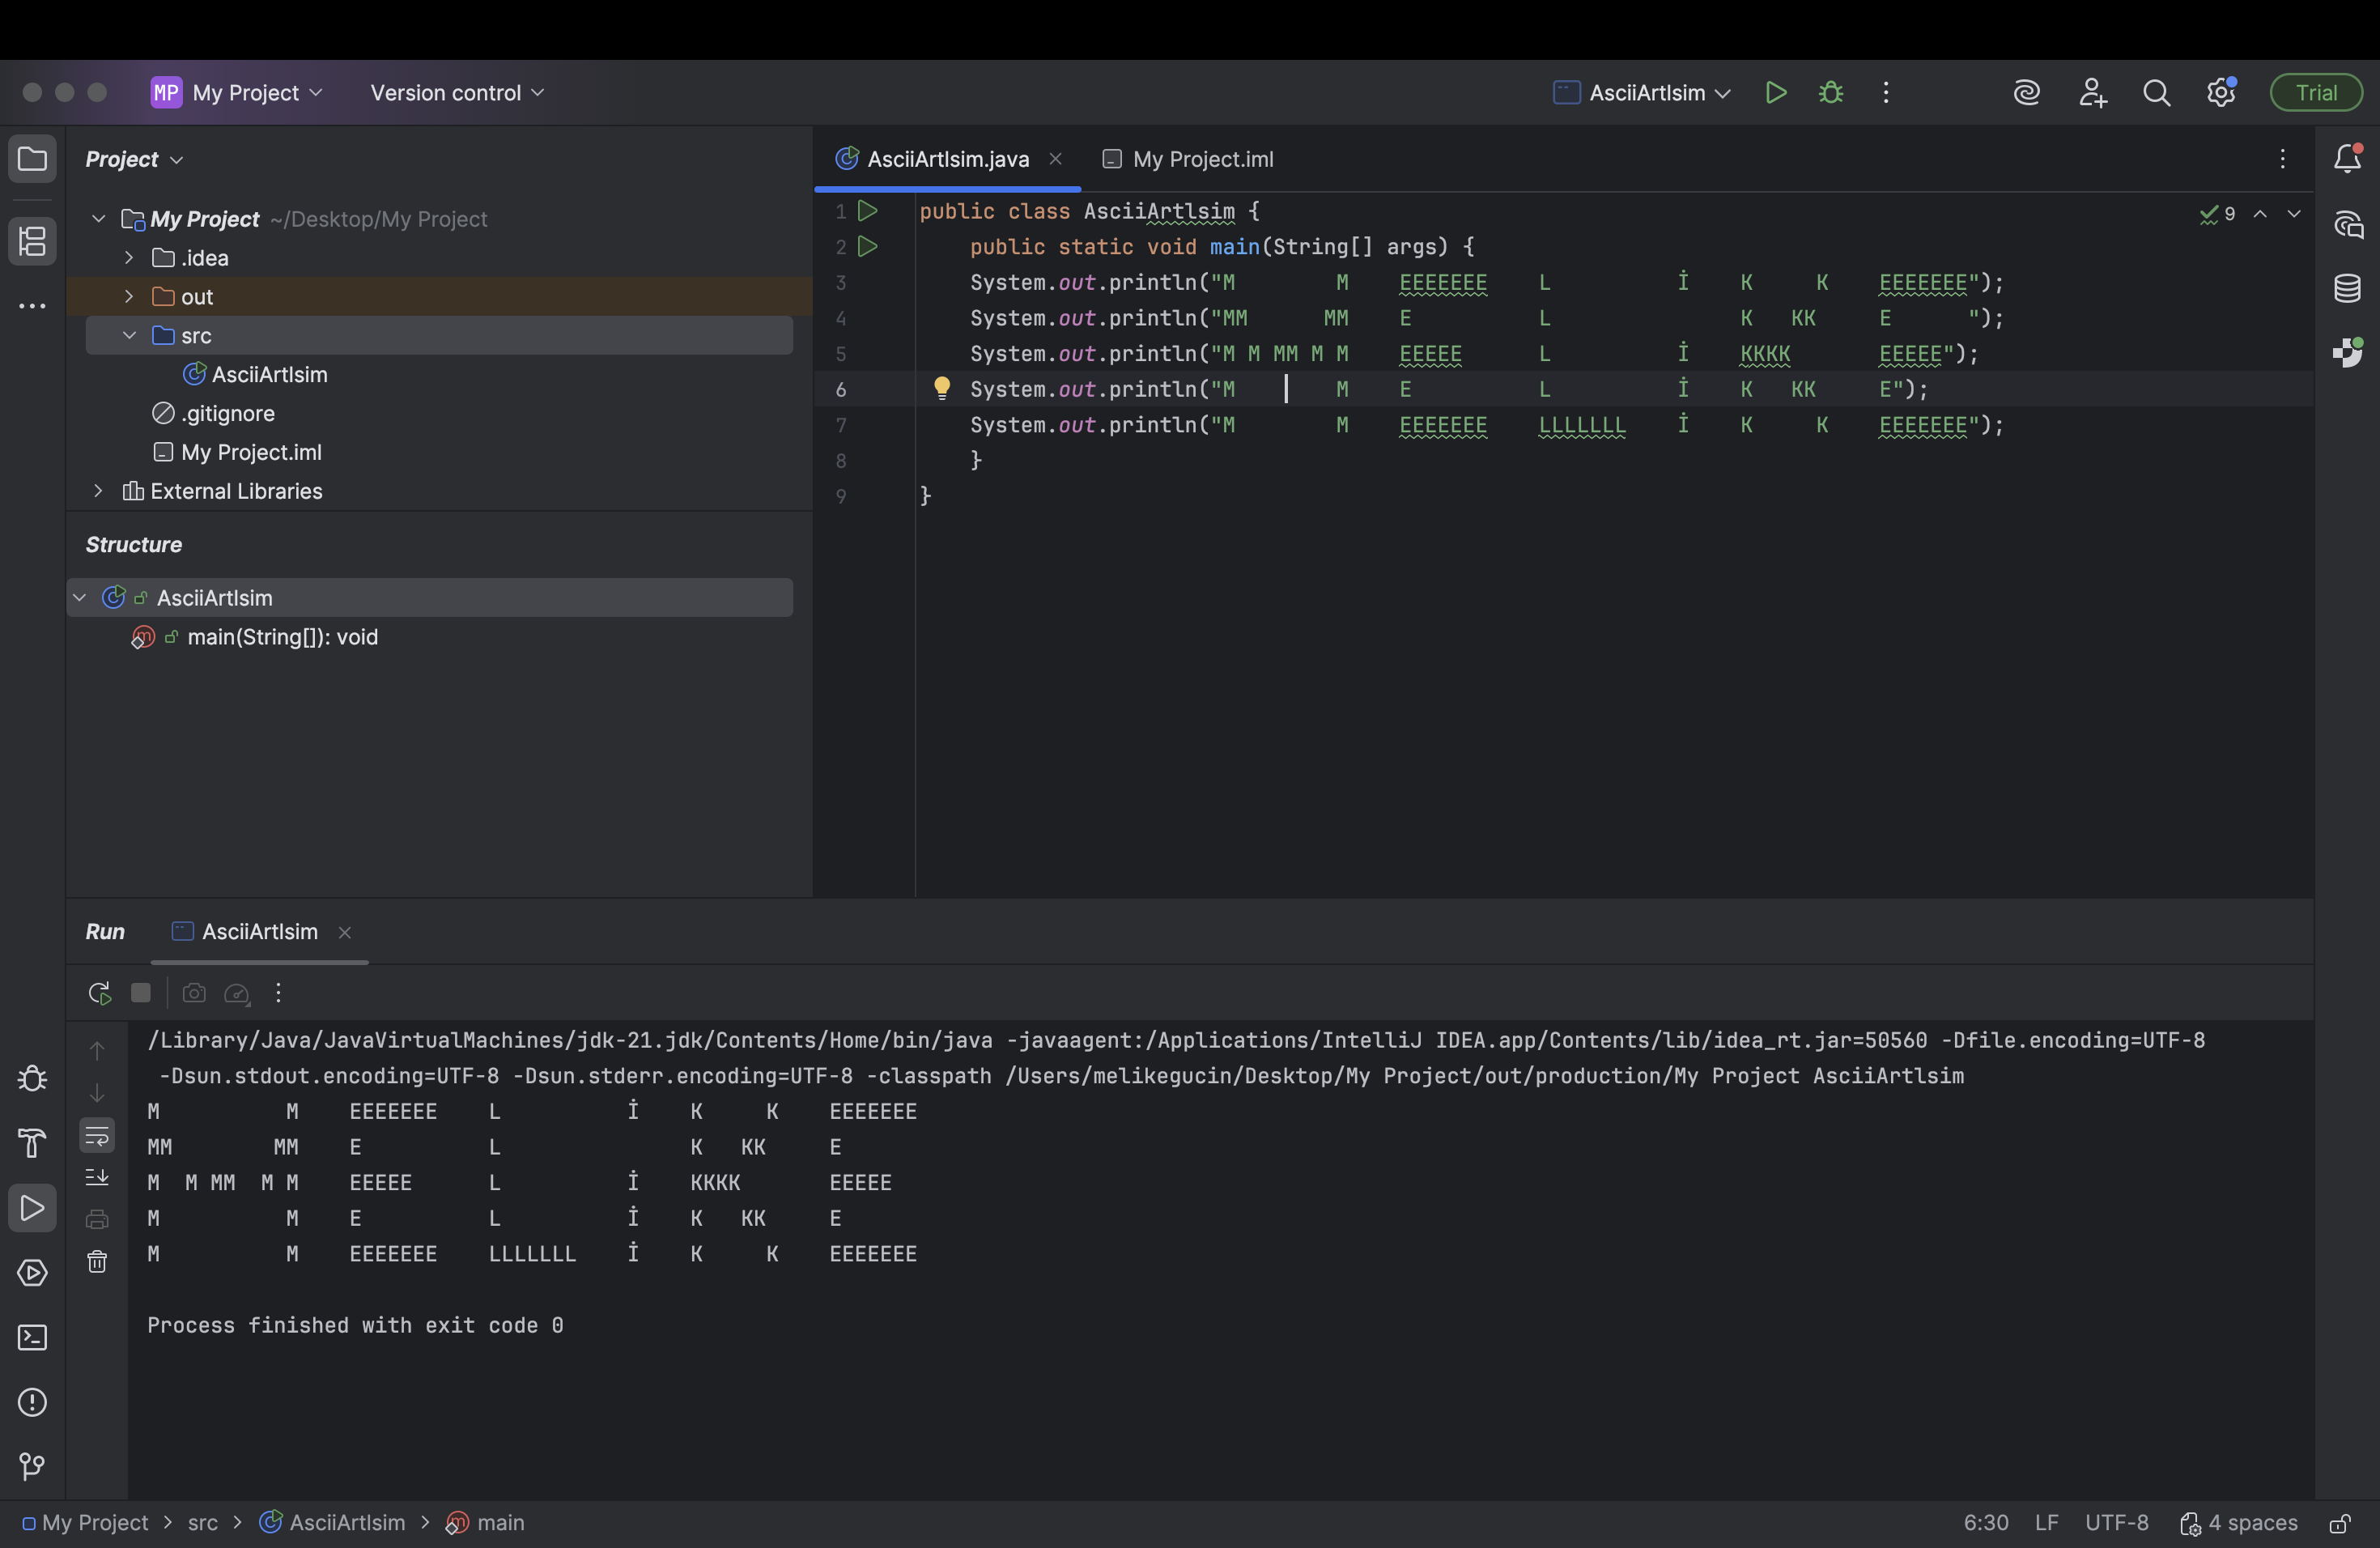 MP My Project Version control AsciiArtIsim Trial
Project
My Project ~/Desktop/My Project
.idea
out
src
AsciiArtIsim
.gitignore
My Project.iml
External Libraries
Structure
AsciiArtIsim
main(String[]): void
AsciiArtIsim.java My Project.iml
9
1 public class AsciiArtlsim {
2     public static void main(String[] args) {
3     System.out.println("M        M    EEEEEEE    L          İ    K     K    EEEEEEE");
4     System.out.println("MM      MM    E          L               K   KK     E      ");
5     System.out.println("M M MM M M    EEEEE      L          İ    KKKK       EEEEE");
6     System.out.println("M        M    E          L          İ    K   KK     E");
7     System.out.println("M        M    EEEEEEE    LLLLLLL    İ    K     K    EEEEEEE");
8     }
9 }
Run AsciiArtIsim
/Library/Java/JavaVirtualMachines/jdk-21.jdk/Contents/Home/bin/java -javaagent:/Applications/IntelliJ IDEA.app/Contents/lib/idea_rt.jar=50560 -Dfile.encoding=UTF-8
 -Dsun.stdout.encoding=UTF-8 -Dsun.stderr.encoding=UTF-8 -classpath /Users/melikegucin/Desktop/My Project/out/production/My Project AsciiArtlsim
M          M    EEEEEEE    L          İ    K     K    EEEEEEE
MM        MM    E          L               K   KK     E
M  M MM  M M    EEEEE      L          İ    KKKK       EEEEE
M          M    E          L          İ    K   KK     E
M          M    EEEEEEE    LLLLLLL    İ    K     K    EEEEEEE
Process finished with exit code 0
My Project > src > AsciiArtIsim > main 6:30 LF UTF-8 4 spaces